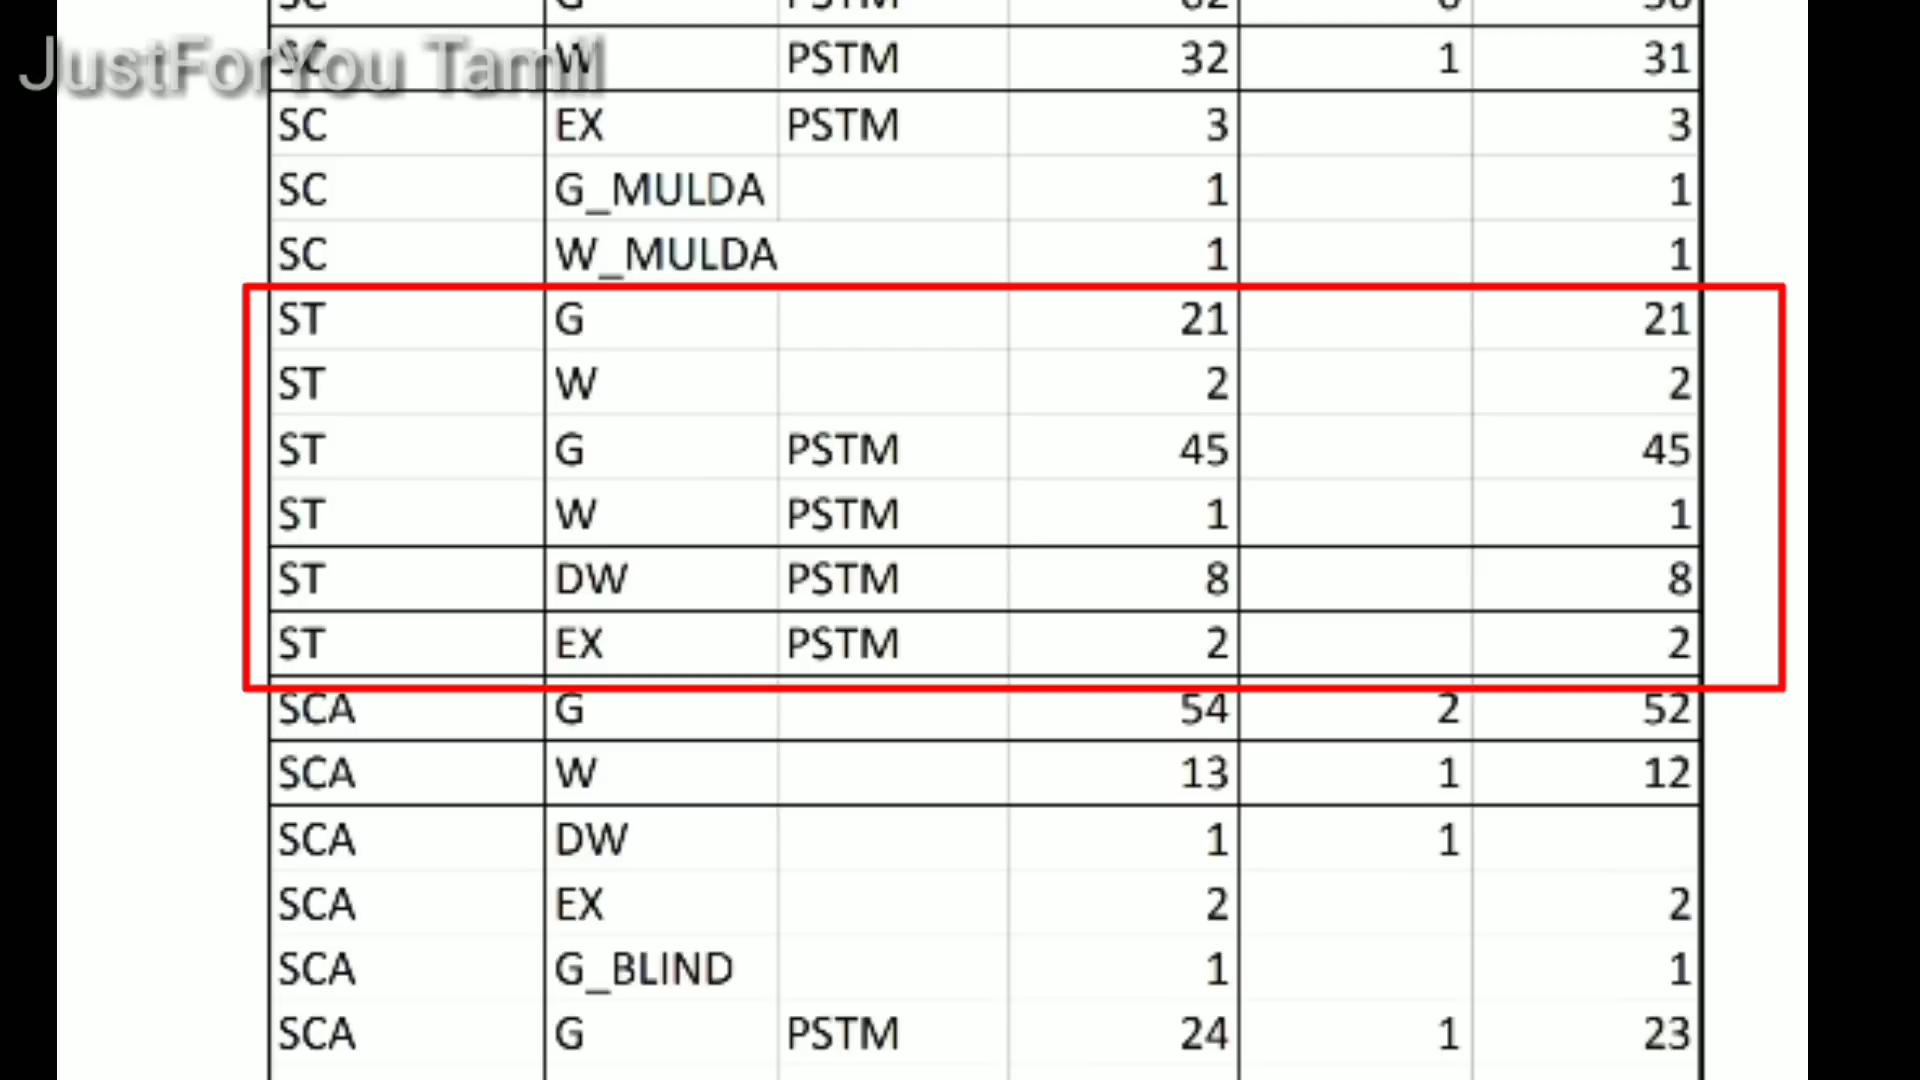 JustForYou Tamil
SC W PSTM 32 1 31
SC EX PSTM 3 3
SC G_MULDA 1 1
SC W_MULDA 1 1
ST G 21 21
ST W 2 2
ST G PSTM 45 45
ST W PSTM 1 1
ST DW PSTM 8 8
ST EX PSTM 2 2
SCA G 54 2 52
SCA W 13 1 12
SCA DW 1 1
SCA EX 2 2
SCA G_BLIND 1 1
SCA G PSTM 24 1 23